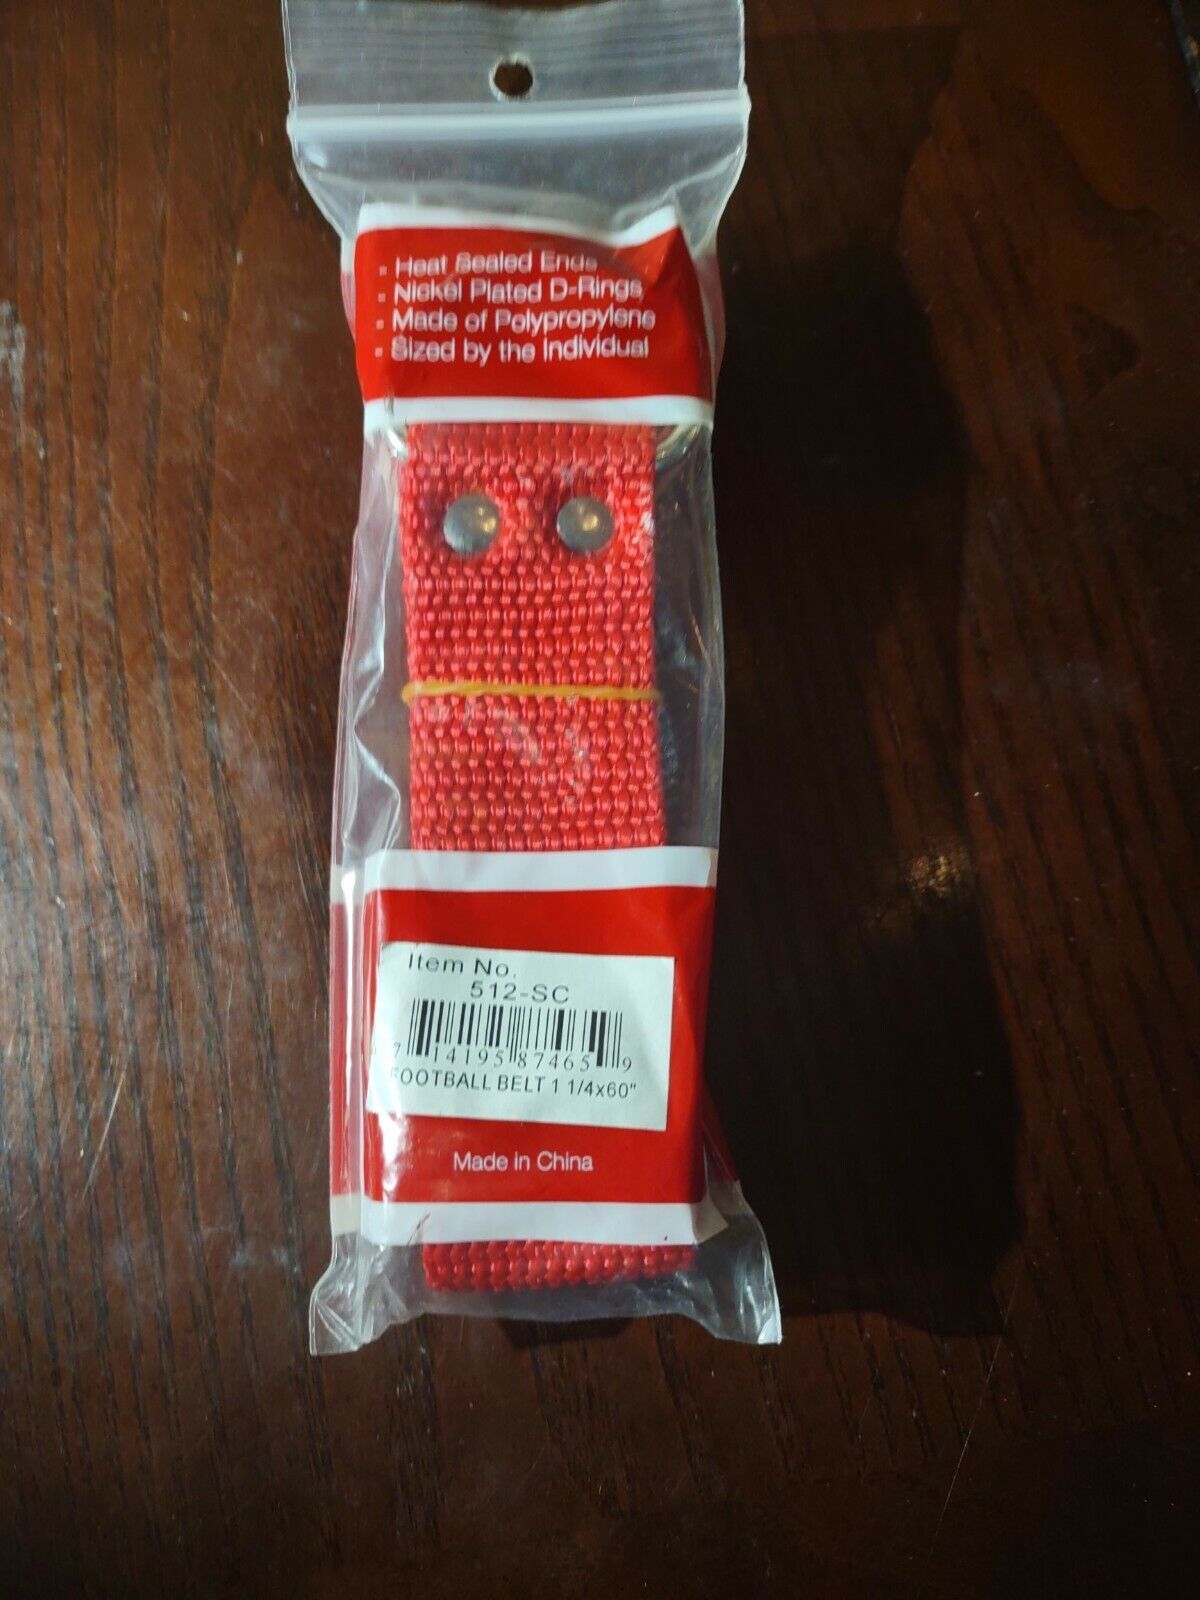 - Heat Sealed Ends
- Nickel Plated D-Rings
- Made of Polypropylene
- Sized by the Individual
Item No.
512-SC
7 14195 87465 9
FOOTBALL BELT 1 1/4x60"
Made in China